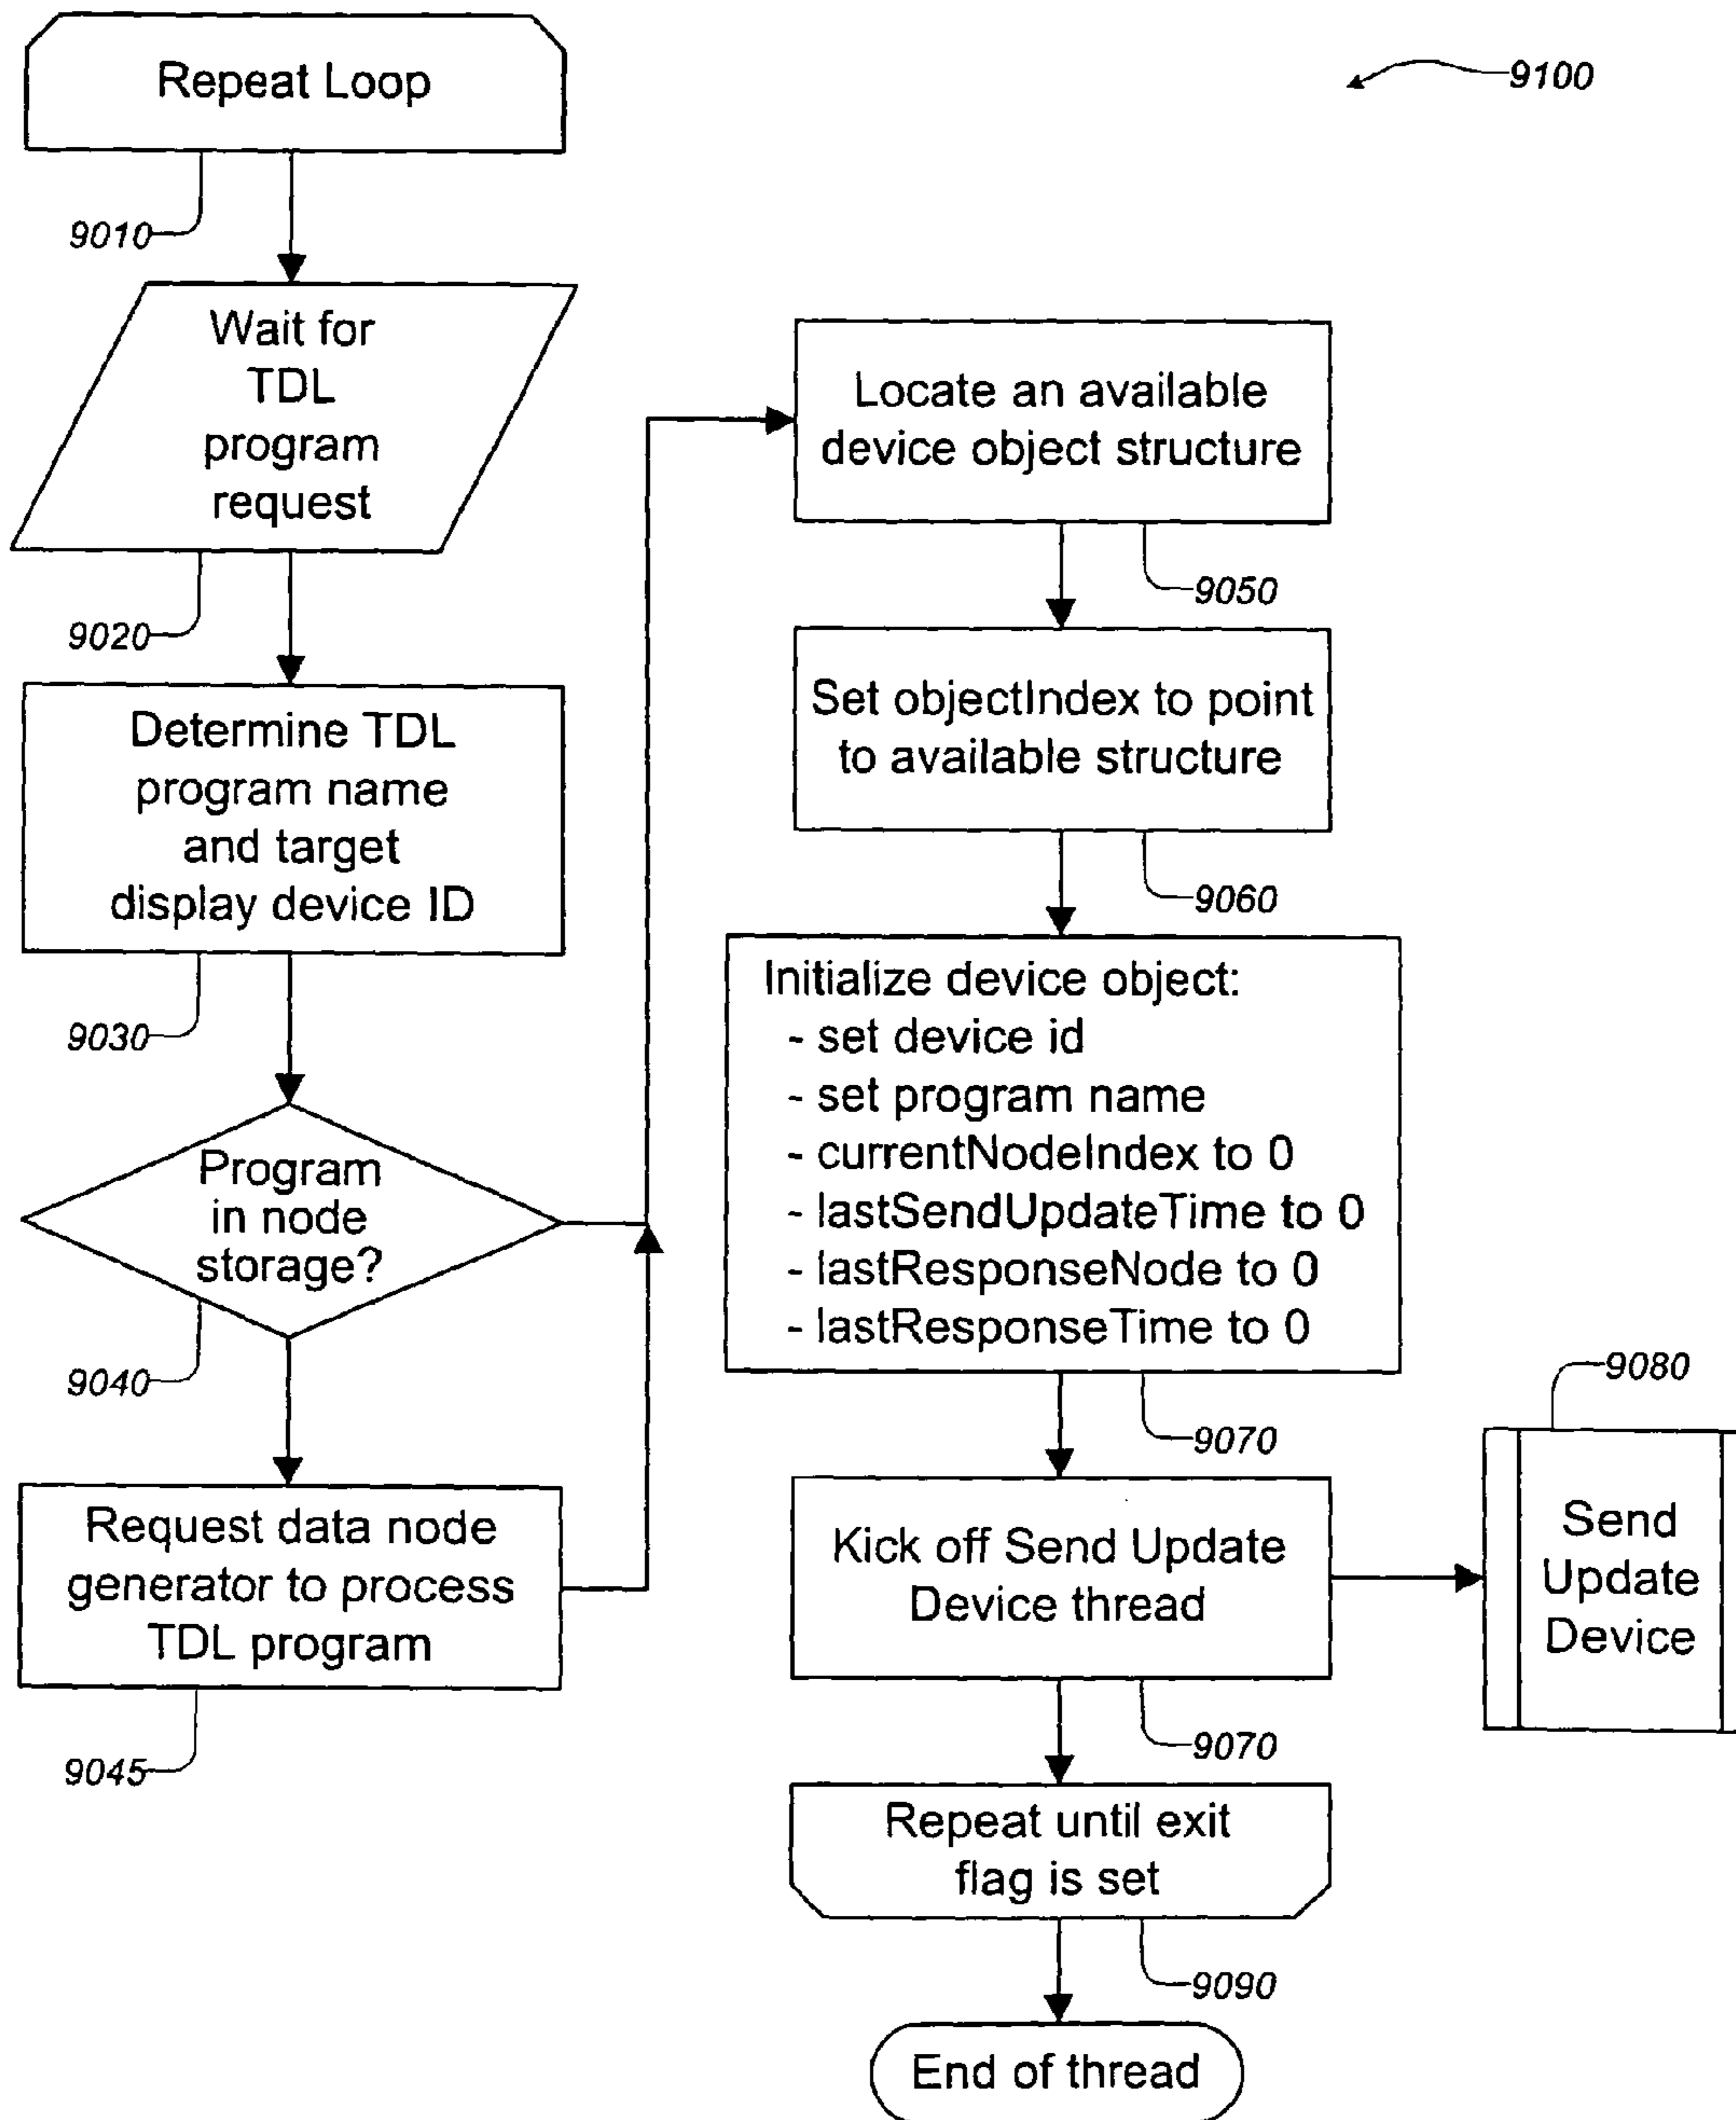 Repeat Loop
9100
9010
Wait for
TDL
program
request
9020
Determine TDL
program name
and target
display device ID
9030
Program
in node
storage?
9040
Request data node
generator to process
TDL program
9045
Locate an available
device object structure
9050
Set objectIndex to point
to available structure
9060
Initialize device object:
- set device id
- set program name
- currentNodeIndex to 0
- lastSendUpdateTime to 0
- lastResponseNode to 0
- lastResponseTime to 0
9070
Kick off Send Update
Device thread
9070
9080
Send
Update
Device
Repeat until exit
flag is set
9090
End of thread